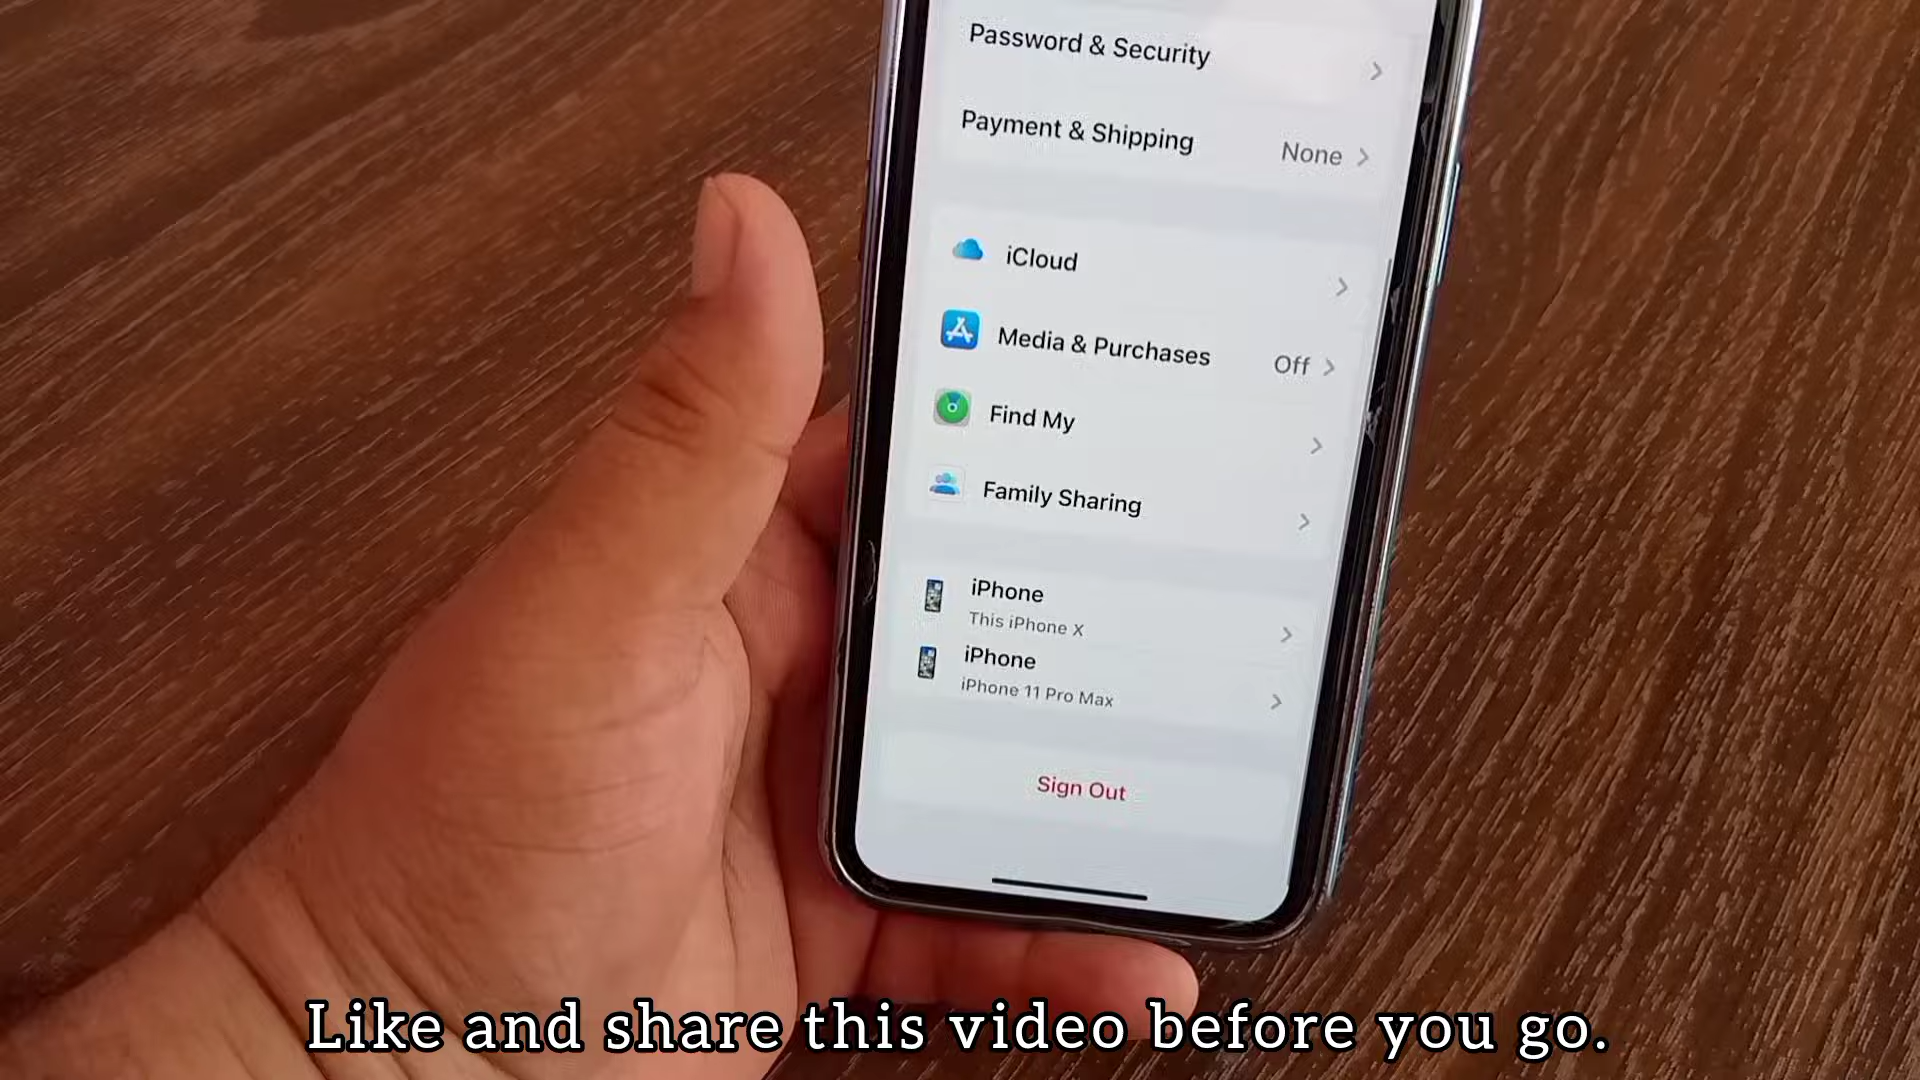 Password & Security
Payment & Shipping None
iCloud
Media & Purchases Off
Find My
Family Sharing
iPhone
This iPhone X
iPhone
iPhone 11 Pro Max
Sign Out
Like and share this video before you go.